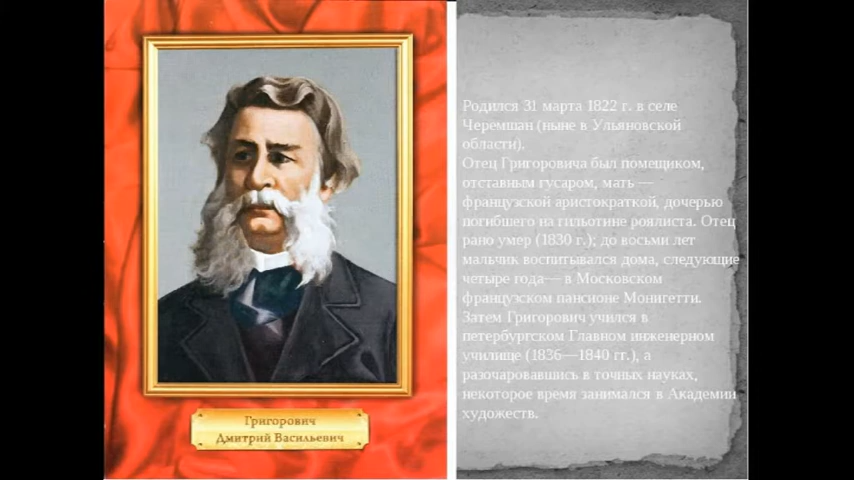 Григорович
Дмитрий Васильевич
Родился 31 марта 1822 г. в селе
Черемшан (ныне в Ульяновской
области).
Отец Григоровича был помещиком,
отставным гусаром, мать —
французской аристократкой, дочерью
погибшего на гильотине роялиста. Отец
рано умер (1830 г.); до восьми лет
мальчик воспитывался дома, следующие
четыре года— в Московском
французском пансионе Монигетти.
Затем Григорович учился в
петербургском Главном инженерном
училище (1836—1840 гг.), а
разочаровавшись в точных науках,
некоторое время занимался в Академии
художеств.